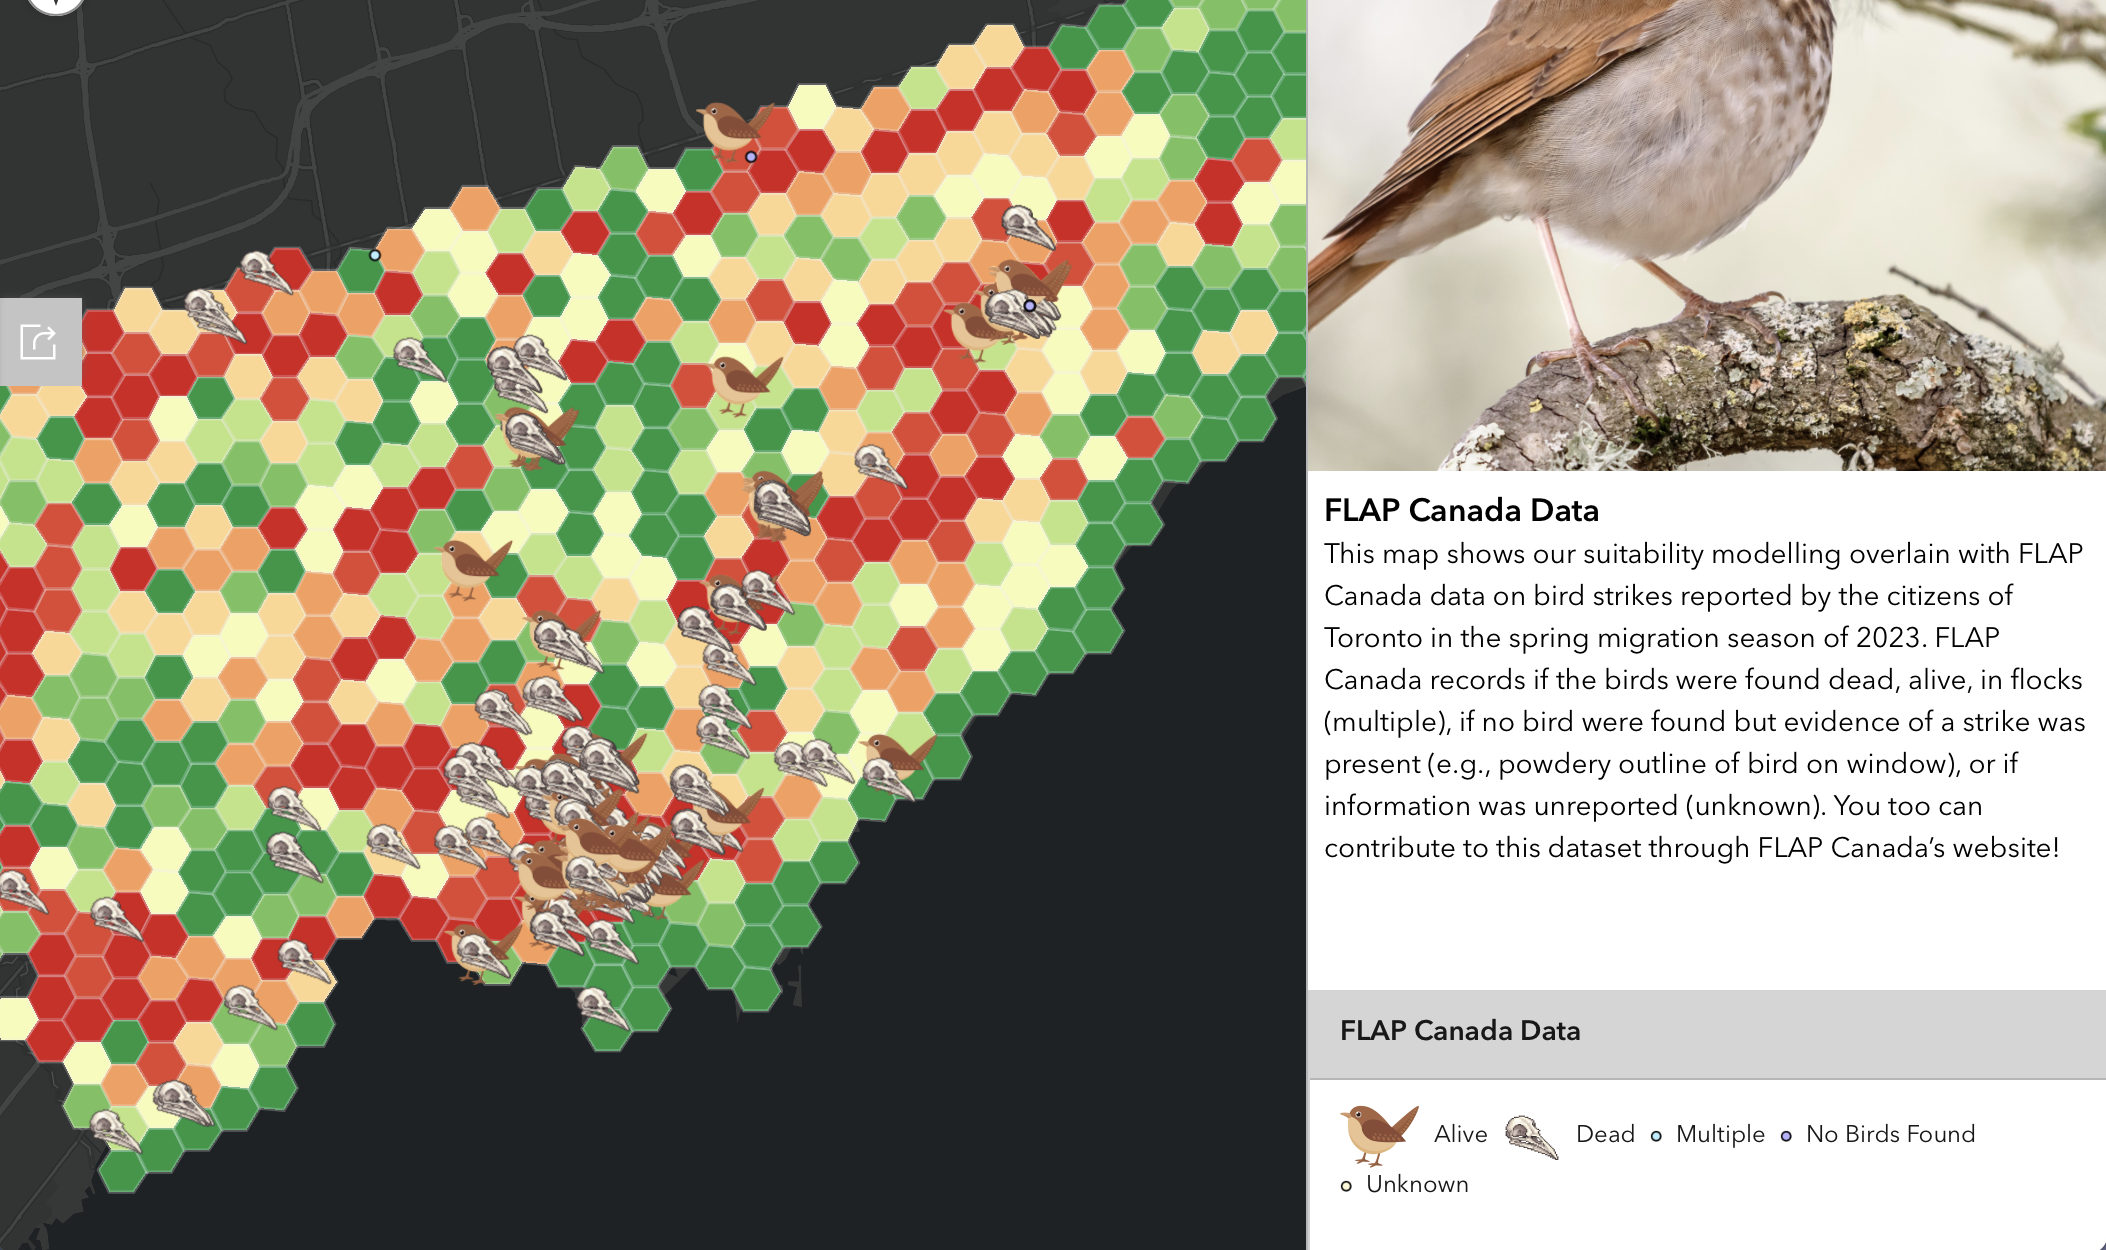 FLAP Canada Data
This map shows our suitability modelling overlain with FLAP
Canada data on bird strikes reported by the citizens of
Toronto in the spring migration season of 2023. FLAP
Canada records if the birds were found dead, alive, in flocks
(multiple), if no bird were found but evidence of a strike was
present (e.g., powdery outline of bird on window), or if
information was unreported (unknown). You too can
contribute to this dataset through FLAP Canada’s website!
FLAP Canada Data
Alive Dead Multiple No Birds Found
Unknown